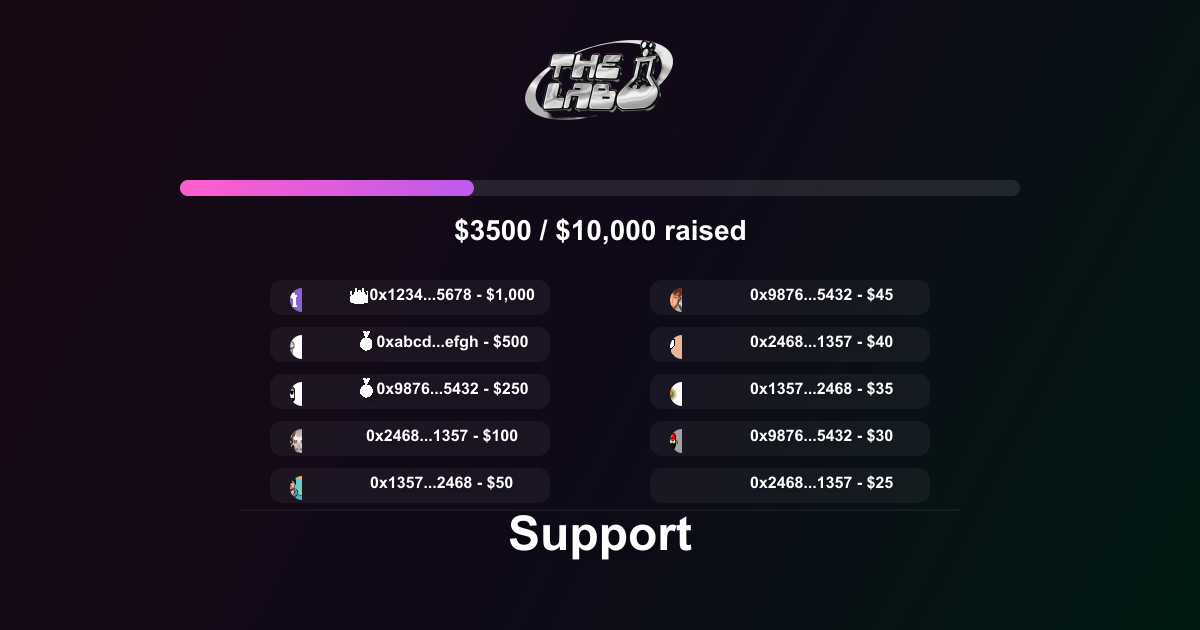 THE
LAB
$3500 / $10,000 raised
0x1234...5678 - $1,000
0xabcd...efgh - $500
0x9876...5432 - $250
0x2468...1357 - $100
0x1357...2468 - $50
0x9876...5432 - $45
0x2468...1357 - $40
0x1357...2468 - $35
0x9876...5432 - $30
0x2468...1357 - $25
Support